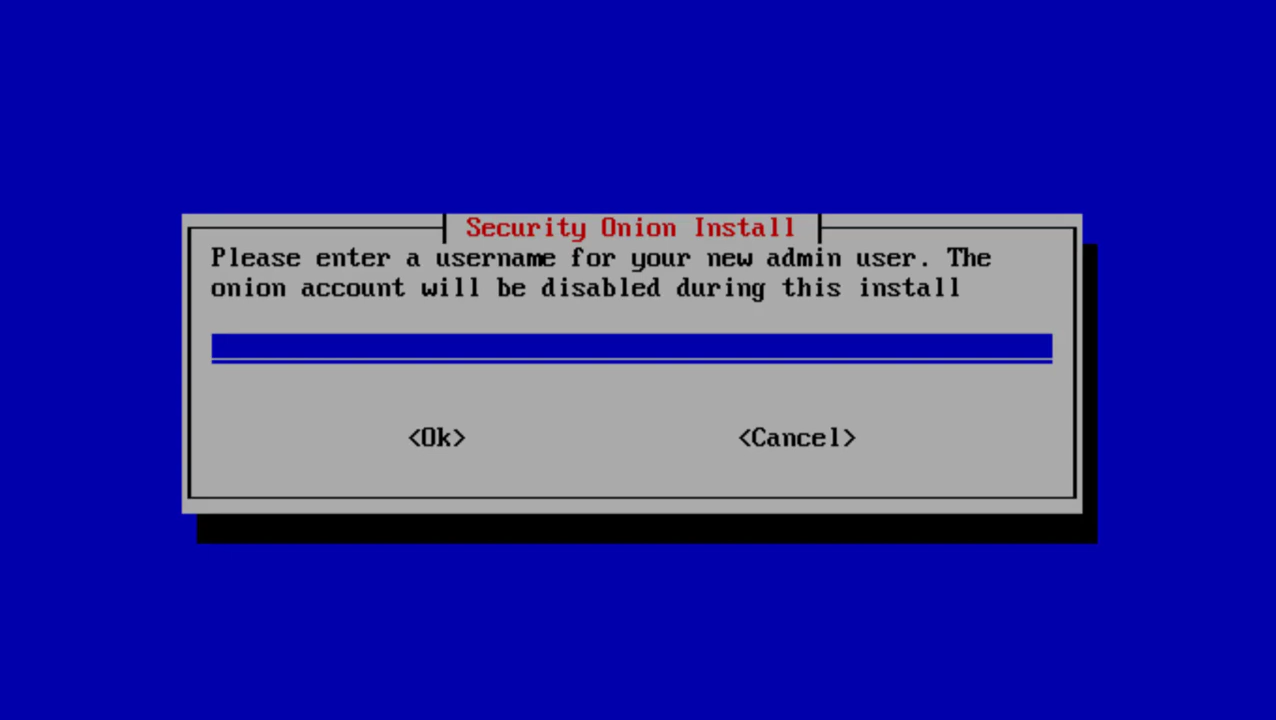 Security Onion Install
Please enter a username for your new admin user. The
onion account will be disabled during this install
<Ok> <Cancel>